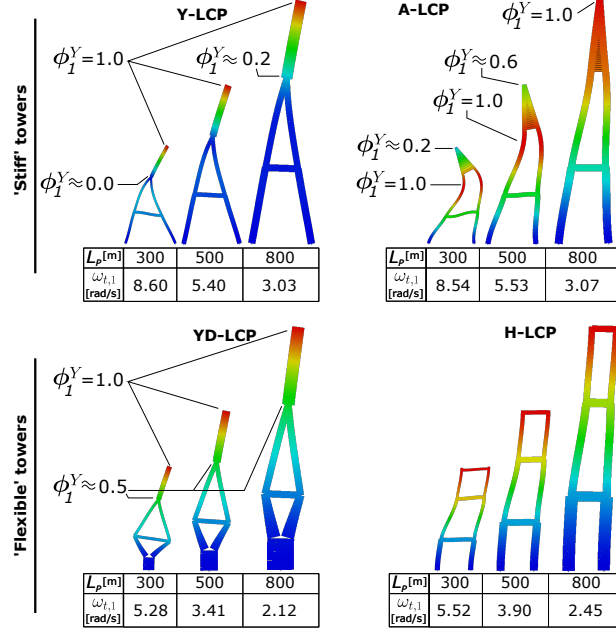 Y-LCP
A-LCP
'Stiff' towers
ϕ₁ʸ=1.0
ϕ₁ʸ≈0.2
ϕ₁ʸ≈0.0
ϕ₁ʸ=1.0
ϕ₁ʸ≈0.6
ϕ₁ʸ=1.0
ϕ₁ʸ≈0.2
ϕ₁ʸ=1.0
Lₚ[m] 300 500 800
ωₜ,₁ [rad/s] 8.60 5.40 3.03
Lₚ[m] 300 500 800
ωₜ,₁ [rad/s] 8.54 5.53 3.07
YD-LCP
H-LCP
'Flexible' towers
ϕ₁ʸ=1.0
ϕ₁ʸ≈0.5
Lₚ[m] 300 500 800
ωₜ,₁ [rad/s] 5.28 3.41 2.12
Lₚ[m] 300 500 800
ωₜ,₁ [rad/s] 5.52 3.90 2.45